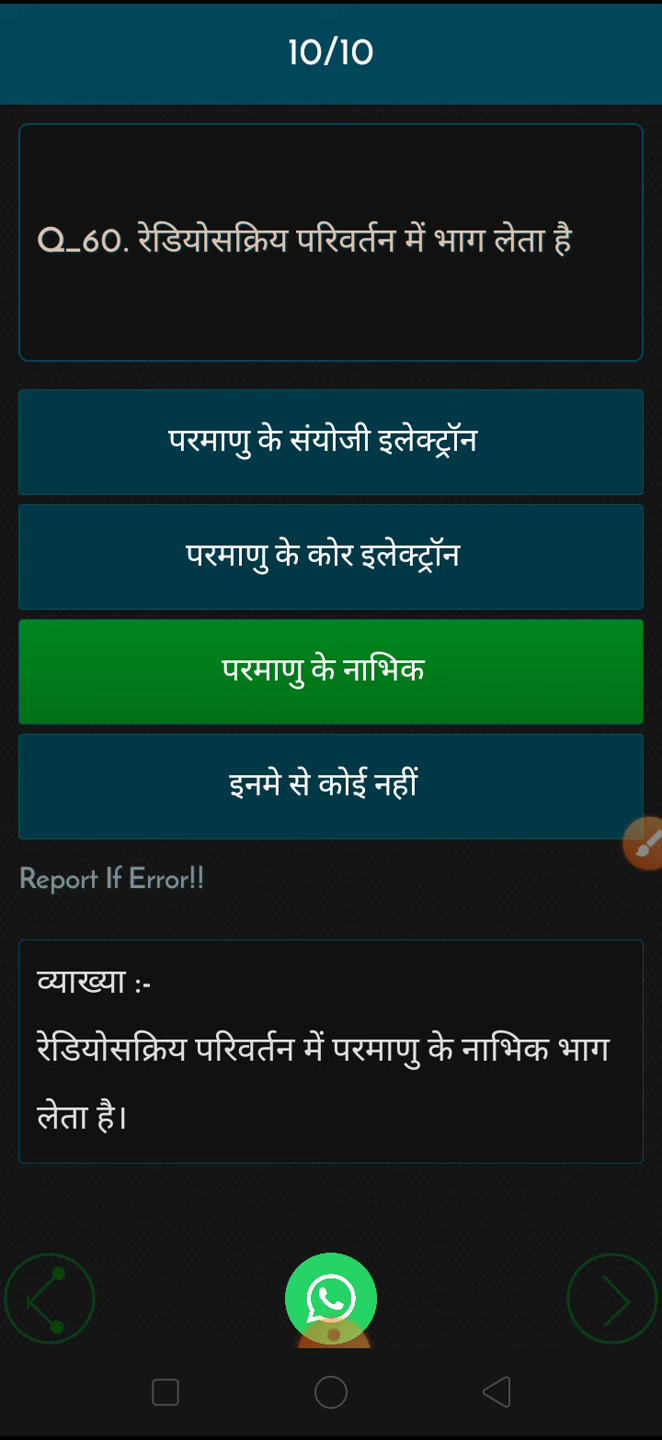 10/10
Q_60. रेडियोसक्रिय परिवर्तन में भाग लेता है
परमाणु के संयोजी इलेक्ट्रॉन
परमाणु के कोर इलेक्ट्रॉन
परमाणु के नाभिक
इनमे से कोई नहीं
Report If Error!!
व्याख्या :-
रेडियोसक्रिय परिवर्तन में परमाणु के नाभिक भाग
लेता है।